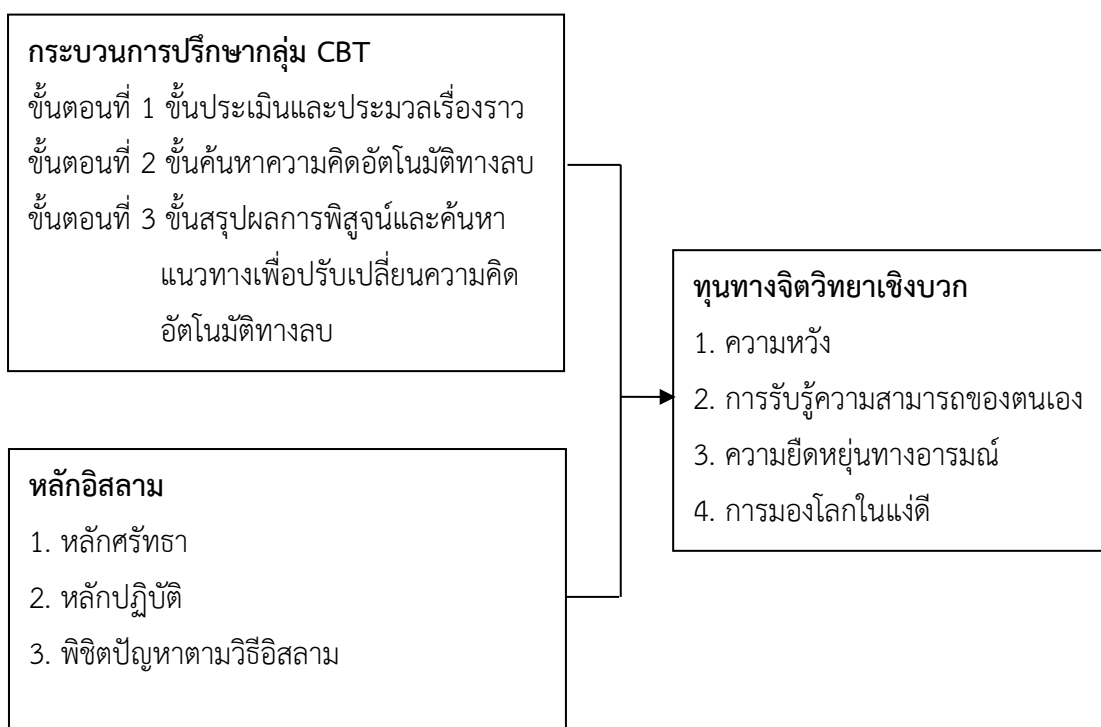 กระบวนการปรึกษากลุ่ม CBT
ขั้นตอนที่ 1 ขั้นประเมินและประมวลเรื่องราว
ขั้นตอนที่ 2 ขั้นค้นหาความคิดอัตโนมัติทางลบ
ขั้นตอนที่ 3 ขั้นสรุปผลการพิสูจน์และค้นหา
แนวทางเพื่อปรับเปลี่ยนความคิด
อัตโนมัติทางลบ
หลักอิสลาม
1. หลักศรัทธา
2. หลักปฏิบัติ
3. พิชิตปัญหาตามวิธีอิสลาม
ทุนทางจิตวิทยาเชิงบวก
1. ความหวัง
2. การรับรู้ความสามารถของตนเอง
3. ความยืดหยุ่นทางอารมณ์
4. การมองโลกในแง่ดี